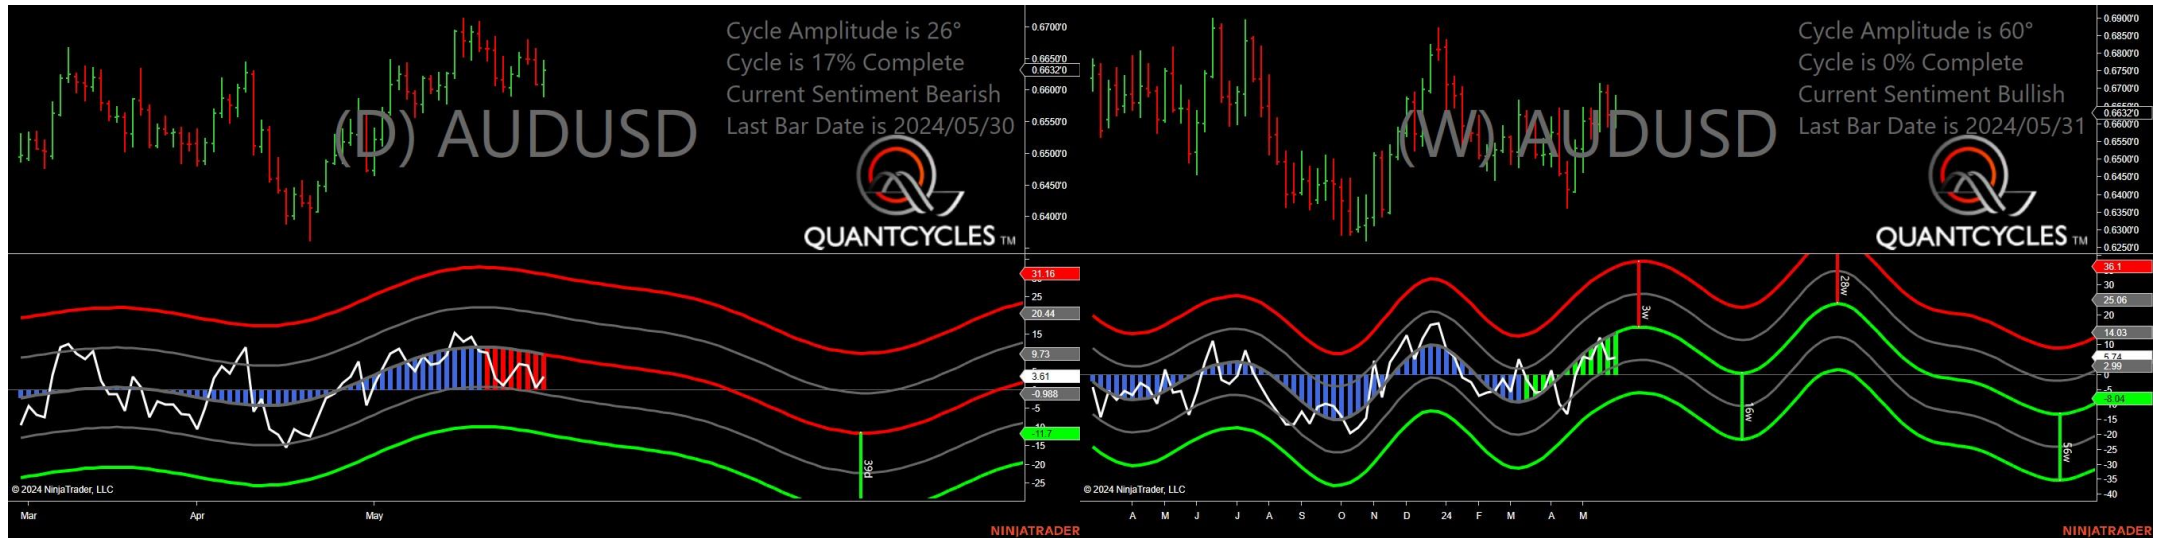 Cycle Amplitude is 26°
Cycle is 17% Complete
Current Sentiment Bearish
Last Bar Date is 2024/05/30
(D) AUDUSD
QUANTCYCLES TM
0.6700'0
0.6650'0
0.6632'0
0.6600'0
0.6550'0
0.6500'0
0.6450'0
0.6400'0
31.16
25
20.44
15
9.73
3.61
-0.988
-5
-11.7
-15
-20
-25
39d
© 2024 NinjaTrader, LLC
Mar
Apr
May
NINJATRADER
Cycle Amplitude is 60°
Cycle is 0% Complete
Current Sentiment Bullish
Last Bar Date is 2024/05/31
(W) AUDUSD
QUANTCYCLES TM
0.6900'0
0.6850'0
0.6800'0
0.6750'0
0.6700'0
0.6632'0
0.6600'0
0.6550'0
0.6500'0
0.6450'0
0.6400'0
0.6350'0
0.6300'0
0.6250'0
36.1
30
25.06
20
14.03
10
5.74
2.99
0
-5
-8.04
-15
-20
-25
-30
-35
-40
3w
16w
28w
56w
© 2024 NinjaTrader, LLC
A
M
J
J
A
S
O
N
D
24
F
M
A
M
NINJATRADER